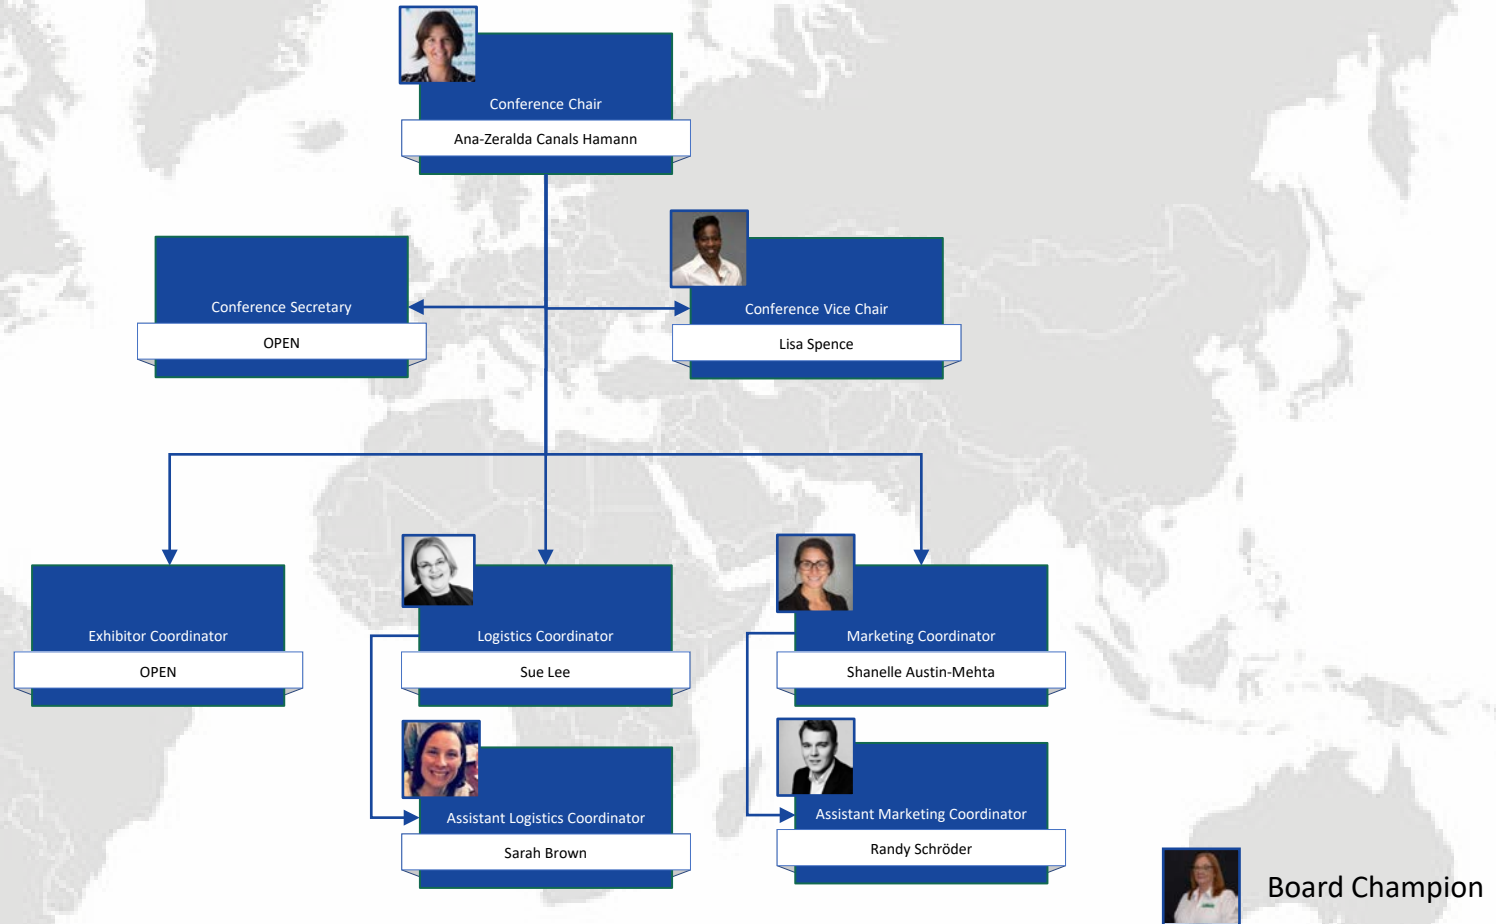 Conference Chair
Ana-Zeralda Canals Hamann
Conference Secretary
OPEN
Conference Vice Chair
Lisa Spence
Exhibitor Coordinator
OPEN
Logistics Coordinator
Sue Lee
Marketing Coordinator
Shanelle Austin-Mehta
Assistant Logistics Coordinator
Sarah Brown
Assistant Marketing Coordinator
Randy Schröder
Board Champion